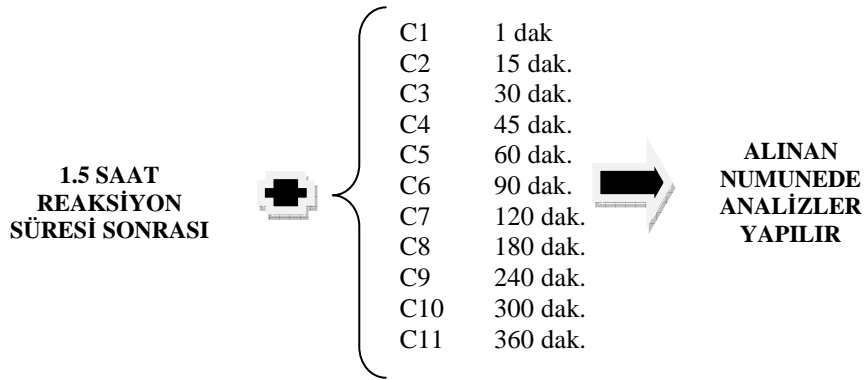 1.5 SAAT
REAKSİYON
SÜRESİ SONRASI
C1 1 dak
C2 15 dak.
C3 30 dak.
C4 45 dak.
C5 60 dak.
C6 90 dak.
C7 120 dak.
C8 180 dak.
C9 240 dak.
C10 300 dak.
C11 360 dak.
ALINAN
NUMUNEDE
ANALİZLER
YAPILIR